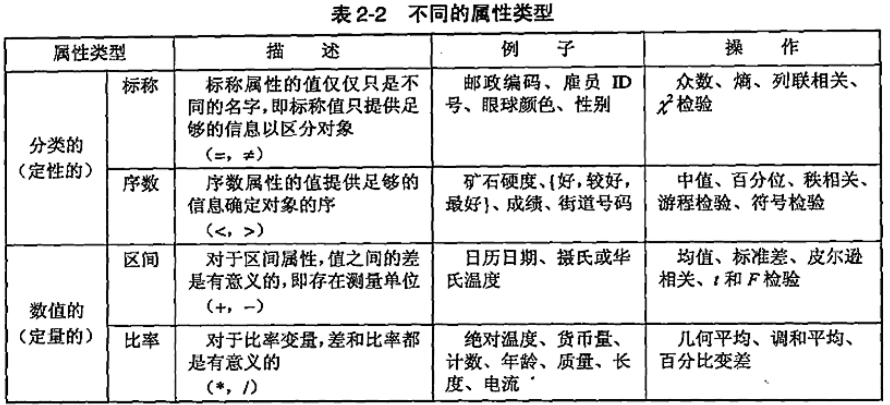 表2-2 不同的属性类型
属性类型 描 述 例 子 操 作
分类的
(定性的)
标称
标称属性的值仅仅只是不
同的名字,即标称值只提供足
够的信息以区分对象
(=, ≠)
邮政编码、雇员 ID
号、眼球颜色、性别
众数、熵、列联相关、
χ²检验
序数
序数属性的值提供足够的
信息确定对象的序
(<, >)
矿石硬度、{好,较好,
最好}、成绩、街道号码
中值、百分位、秩相关、
游程检验、符号检验
数值的
(定量的)
区间
对于区间属性,值之间的差
是有意义的,即存在测量单位
(+, -)
日历日期、摄氏或华
氏温度
均值、标准差、皮尔逊
相关、t 和 F 检验
比率
对于比率变量,差和比率都
是有意义的
(*, /)
绝对温度、货币量、
计数、年龄、质量、长
度、电流
几何平均、调和平均、
百分比变差